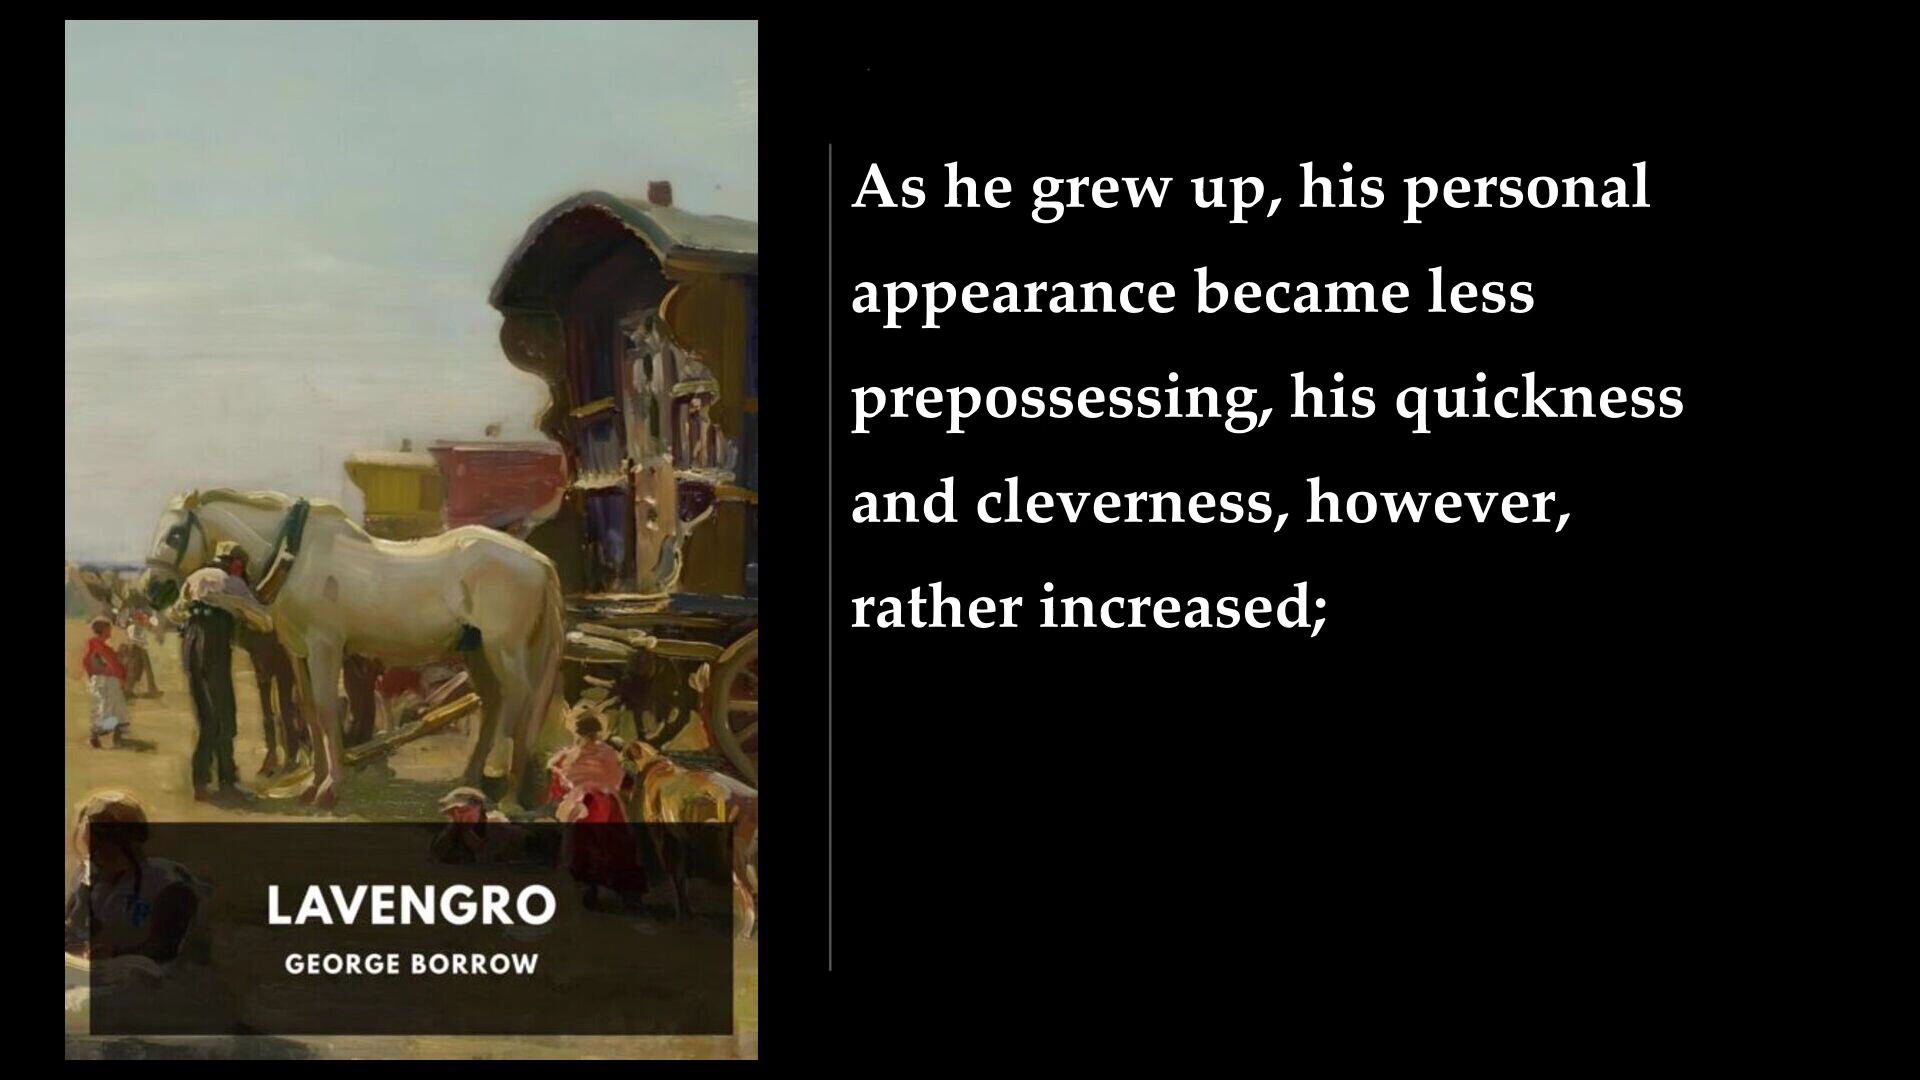 As he grew up, his personal
appearance became less
prepossessing, his quickness
and cleverness, however,
rather increased;
LAVENGRO
GEORGE BORROW